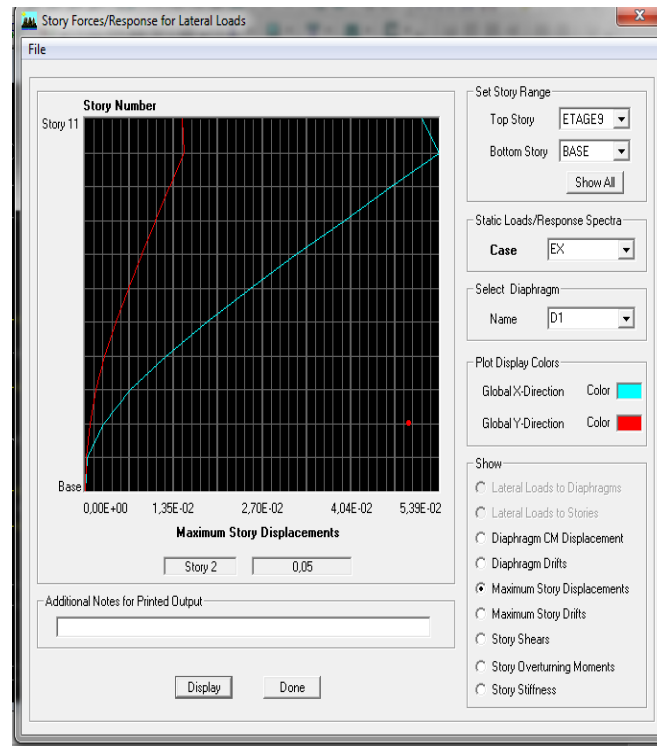 Story Forces/Response for Lateral Loads
File
Story Number
Story 11
Base
0,00E+00 1,35E-02 2,70E-02 4,04E-02 5,39E-02
Maximum Story Displacements
Story 2 0,05
Additional Notes for Printed Output
Display Done
Set Story Range
Top Story ETAGE9
Bottom Story BASE
Show All
Static Loads/Response Spectra
Case EX
Select Diaphragm
Name D1
Plot Display Colors
Global X-Direction Color
Global Y-Direction Color
Show
Lateral Loads to Diaphragms
Lateral Loads to Stories
Diaphragm CM Displacement
Diaphragm Drifts
Maximum Story Displacements
Maximum Story Drifts
Story Shears
Story Overturning Moments
Story Stiffness